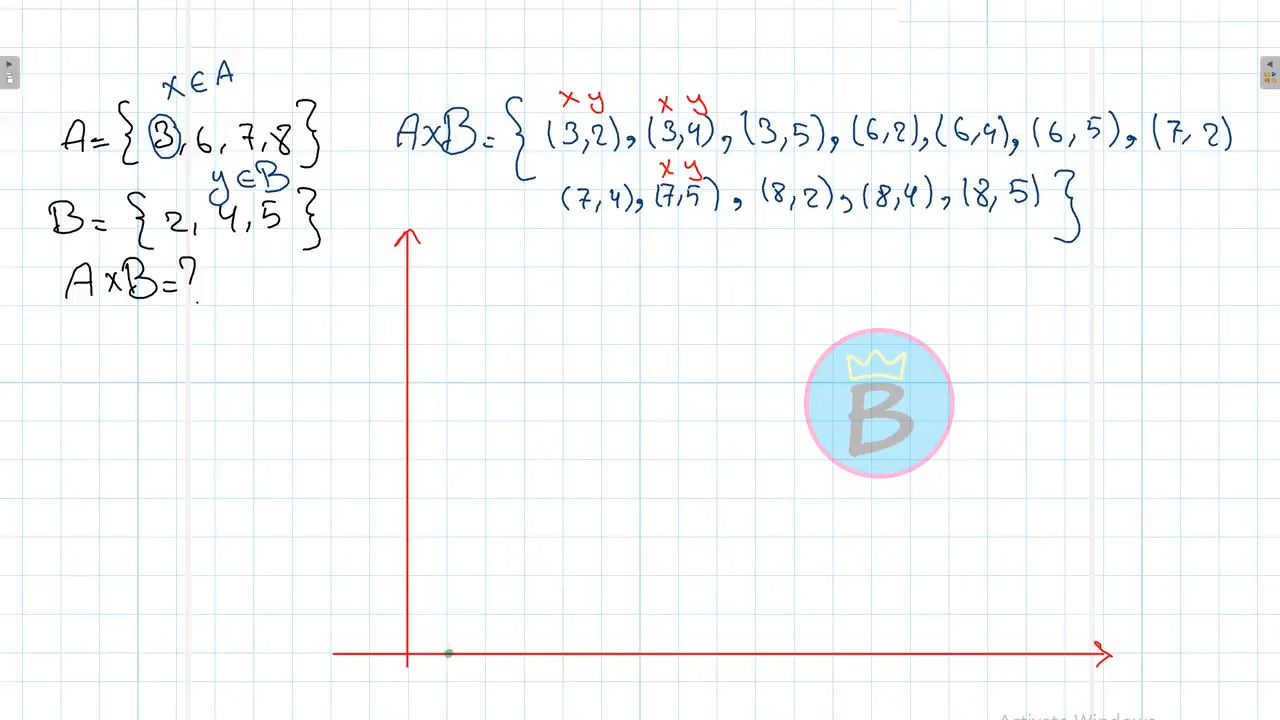 x ∈ A
A = { 3, 6, 7, 8 }
y ∈ B
B = { 2, 4, 5 }
A x B = ?
x y x y
A x B = { (3,2), (3,4), (3,5), (6,2), (6,4), (6,5), (7,2)
x y
(7,4), (7,5), (8,2), (8,4), (8,5) }
B